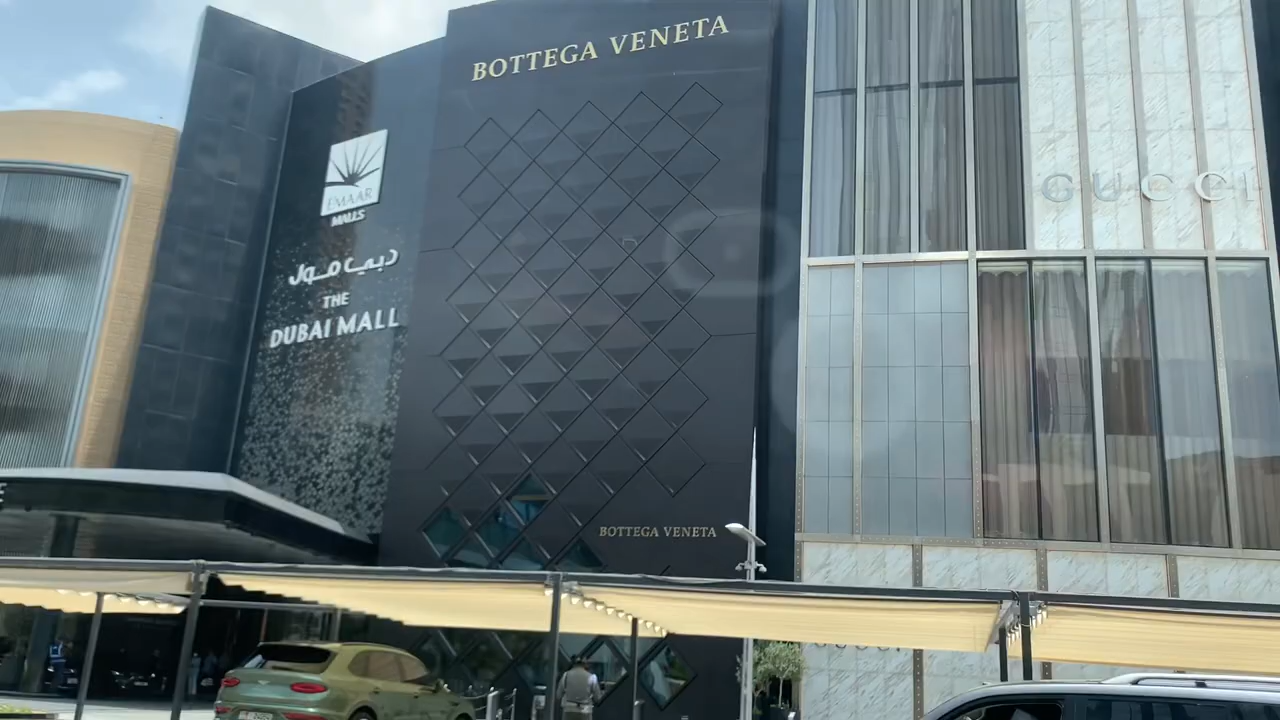 BOTTEGA VENETA
EMAAR
MALLS
دبي مول
THE
DUBAI MALL
GUCCI
BOTTEGA VENETA